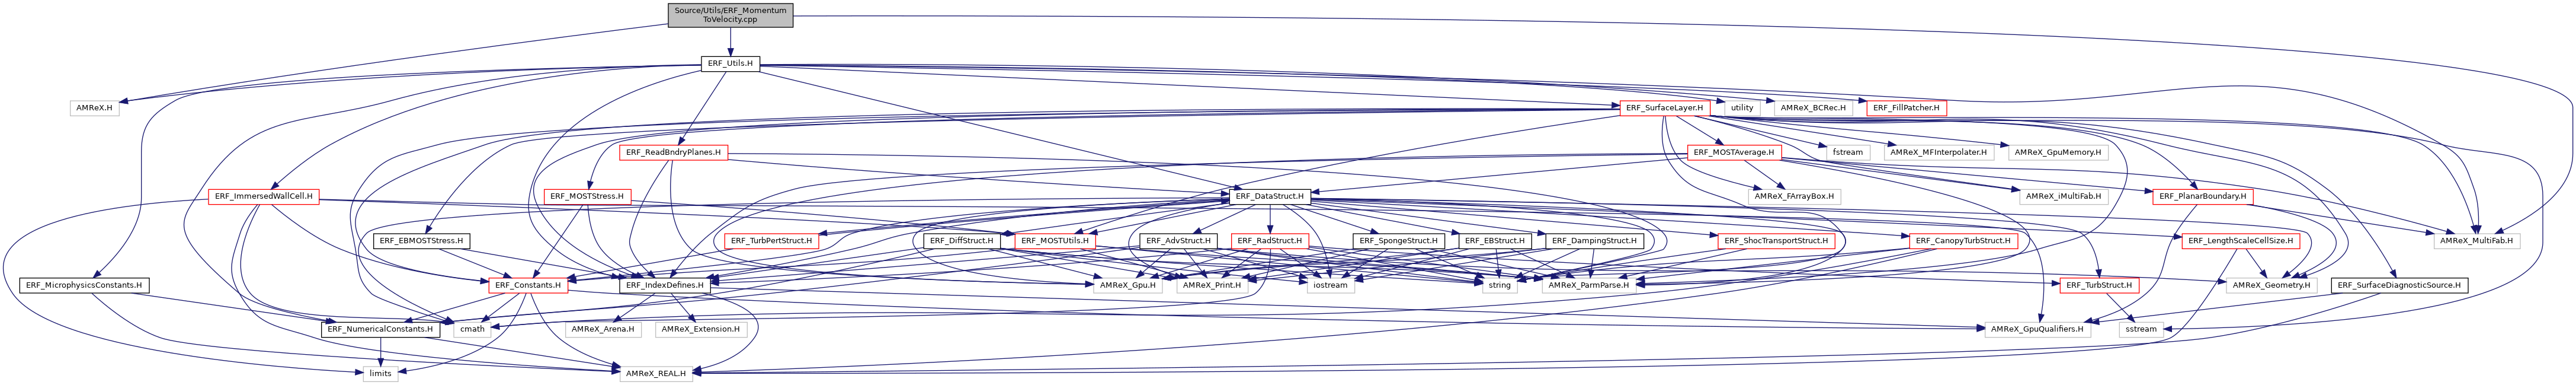 Source/Utils/ERF_Momentum
ToVelocity.cpp
ERF_Utils.H
AMReX.H
ERF_SurfaceLayer.H
utility
AMReX_BCRec.H
ERF_FillPatcher.H
ERF_ReadBndryPlanes.H
ERF_MOSTAverage.H
fstream
AMReX_MFInterpolater.H
AMReX_GpuMemory.H
ERF_ImmersedWallCell.H
ERF_MOSTStress.H
ERF_DataStruct.H
AMReX_FArrayBox.H
AMReX_iMultiFab.H
ERF_PlanarBoundary.H
ERF_EBMOSTStress.H
ERF_TurbPertStruct.H
ERF_DiffStruct.H
ERF_MOSTUtils.H
ERF_AdvStruct.H
ERF_RadStruct.H
ERF_SpongeStruct.H
ERF_EBStruct.H
ERF_DampingStruct.H
ERF_ShocTransportStruct.H
ERF_CanopyTurbStruct.H
ERF_LengthScaleCellSize.H
AMReX_MultiFab.H
ERF_MicrophysicsConstants.H
ERF_Constants.H
ERF_IndexDefines.H
AMReX_Gpu.H
AMReX_Print.H
iostream
string
AMReX_ParmParse.H
ERF_TurbStruct.H
AMReX_Geometry.H
ERF_SurfaceDiagnosticSource.H
ERF_NumericalConstants.H
cmath
AMReX_Arena.H
AMReX_Extension.H
AMReX_GpuQualifiers.H
sstream
limits
AMReX_REAL.H